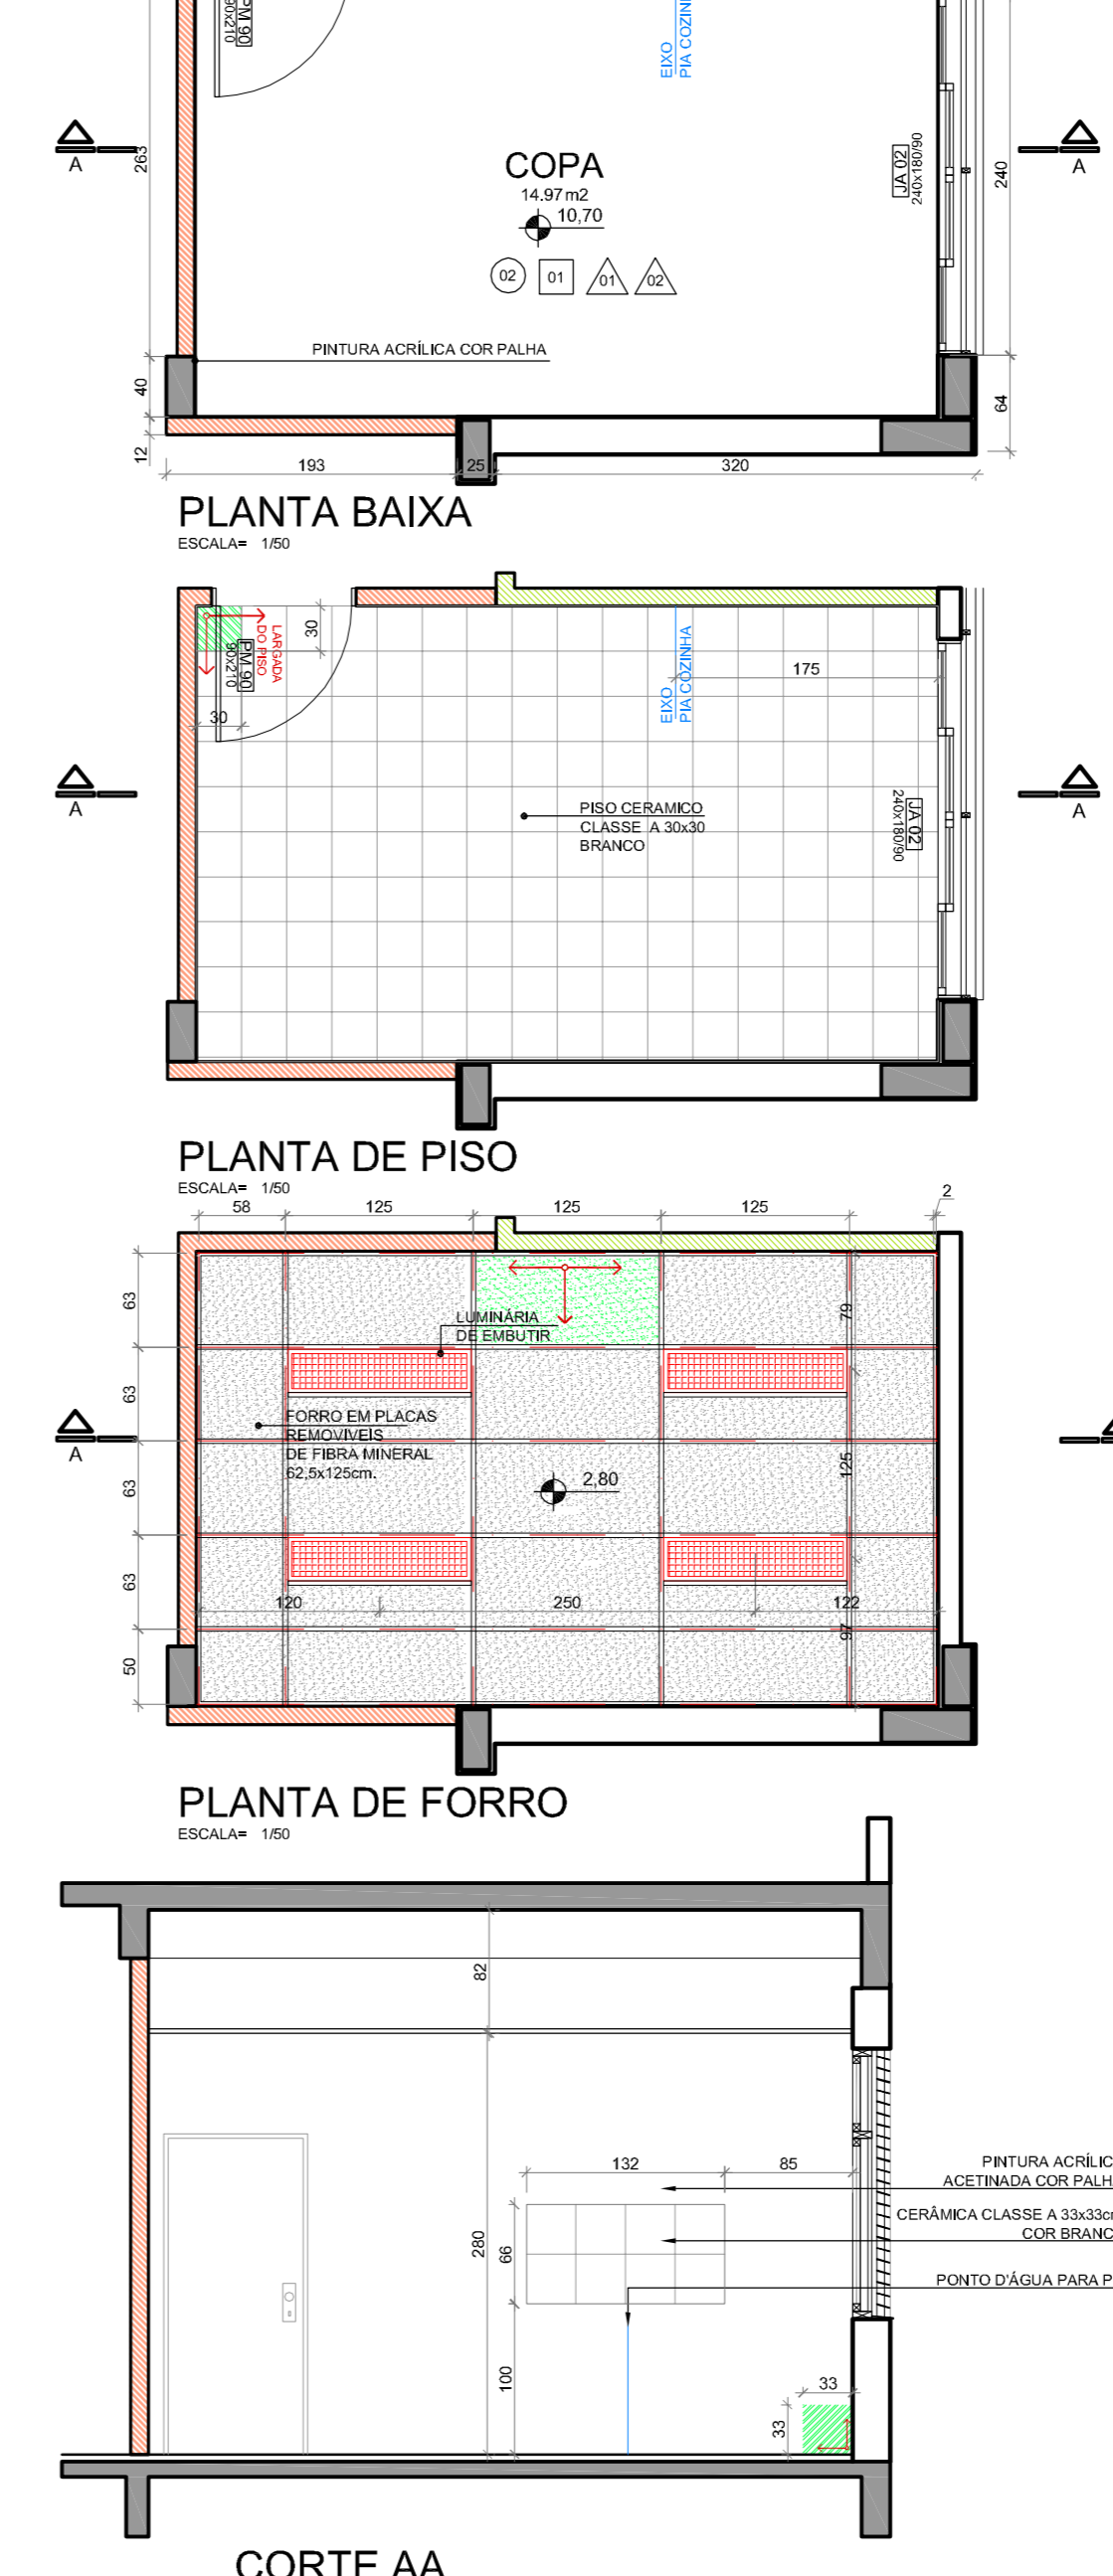 PM 90
90x210
EIXO
PIA COZIN
A
263
COPA
14.97 m2
10,70
02
01
01
02
JA 02
240x180/90
240
A
PINTURA ACRÍLICA COR PALHA
40
12
64
193
25
320
PLANTA BAIXA
ESCALA= 1/50
30
LARGADA
DO PISO
PM 90
90x210
30
EIXO
PIA COZINHA
175
A
PISO CERAMICO
CLASSE A 30x30
BRANCO
JA 02
240x180/90
A
PLANTA DE PISO
ESCALA= 1/50
58
125
125
125
2
63
63
63
63
50
79
LUMINÁRIA
DE EMBUTIR
A
FORRO EM PLACAS
REMOVÍVEIS
DE FIBRA MINERAL
62,5x125cm.
2,80
125
120
250
122
97
PLANTA DE FORRO
ESCALA= 1/50
82
280
132
85
66
100
33
33
PINTURA ACRÍLIC
ACETINADA COR PALH
CERÂMICA CLASSE A 33x33c
COR BRANC
PONTO D'ÁGUA PARA P
CORTE AA